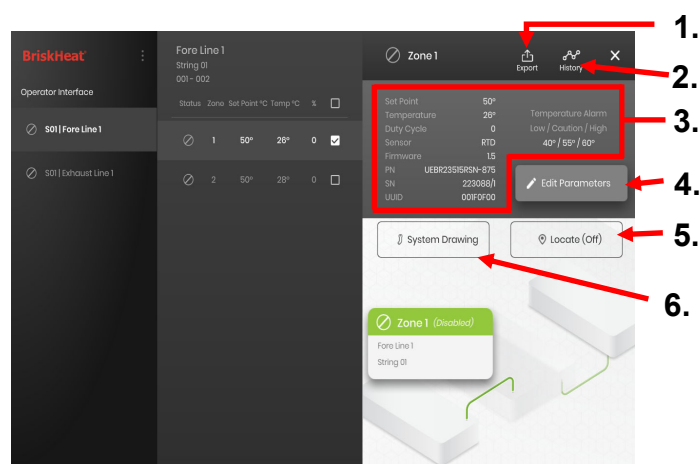 BriskHeat
Operator Interface
S01 | Fore Line 1
S01 | Exhaust Line 1
Fore Line 1
String 01
001 - 002
Status Zone Set Point °C Temp °C %
1 50° 26° 0
2 50° 28° 0
Zone 1
Export
History
Set Point 50°
Temperature 26°
Duty Cycle 0
Sensor RTD
Firmware 1.5
PN UEBR23515RSN-875
SN 223088/1
UUID 001F0F00
Temperature Alarm
Low / Caution / High
40° / 55° / 60°
Edit Parameters
System Drawing
Locate (Off)
Zone 1 (Disabled)
Fore Line 1
String 01
1.
2.
3.
4.
5.
6.